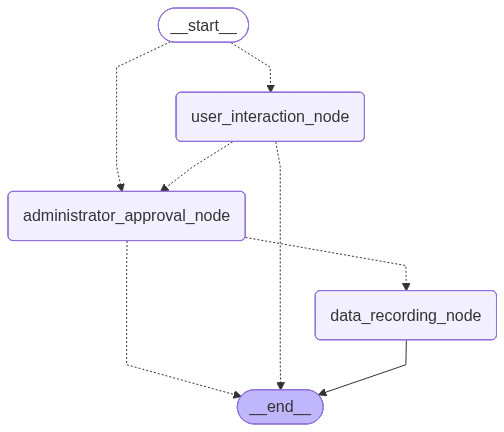 __start__
user_interaction_node
administrator_approval_node
data_recording_node
__end__